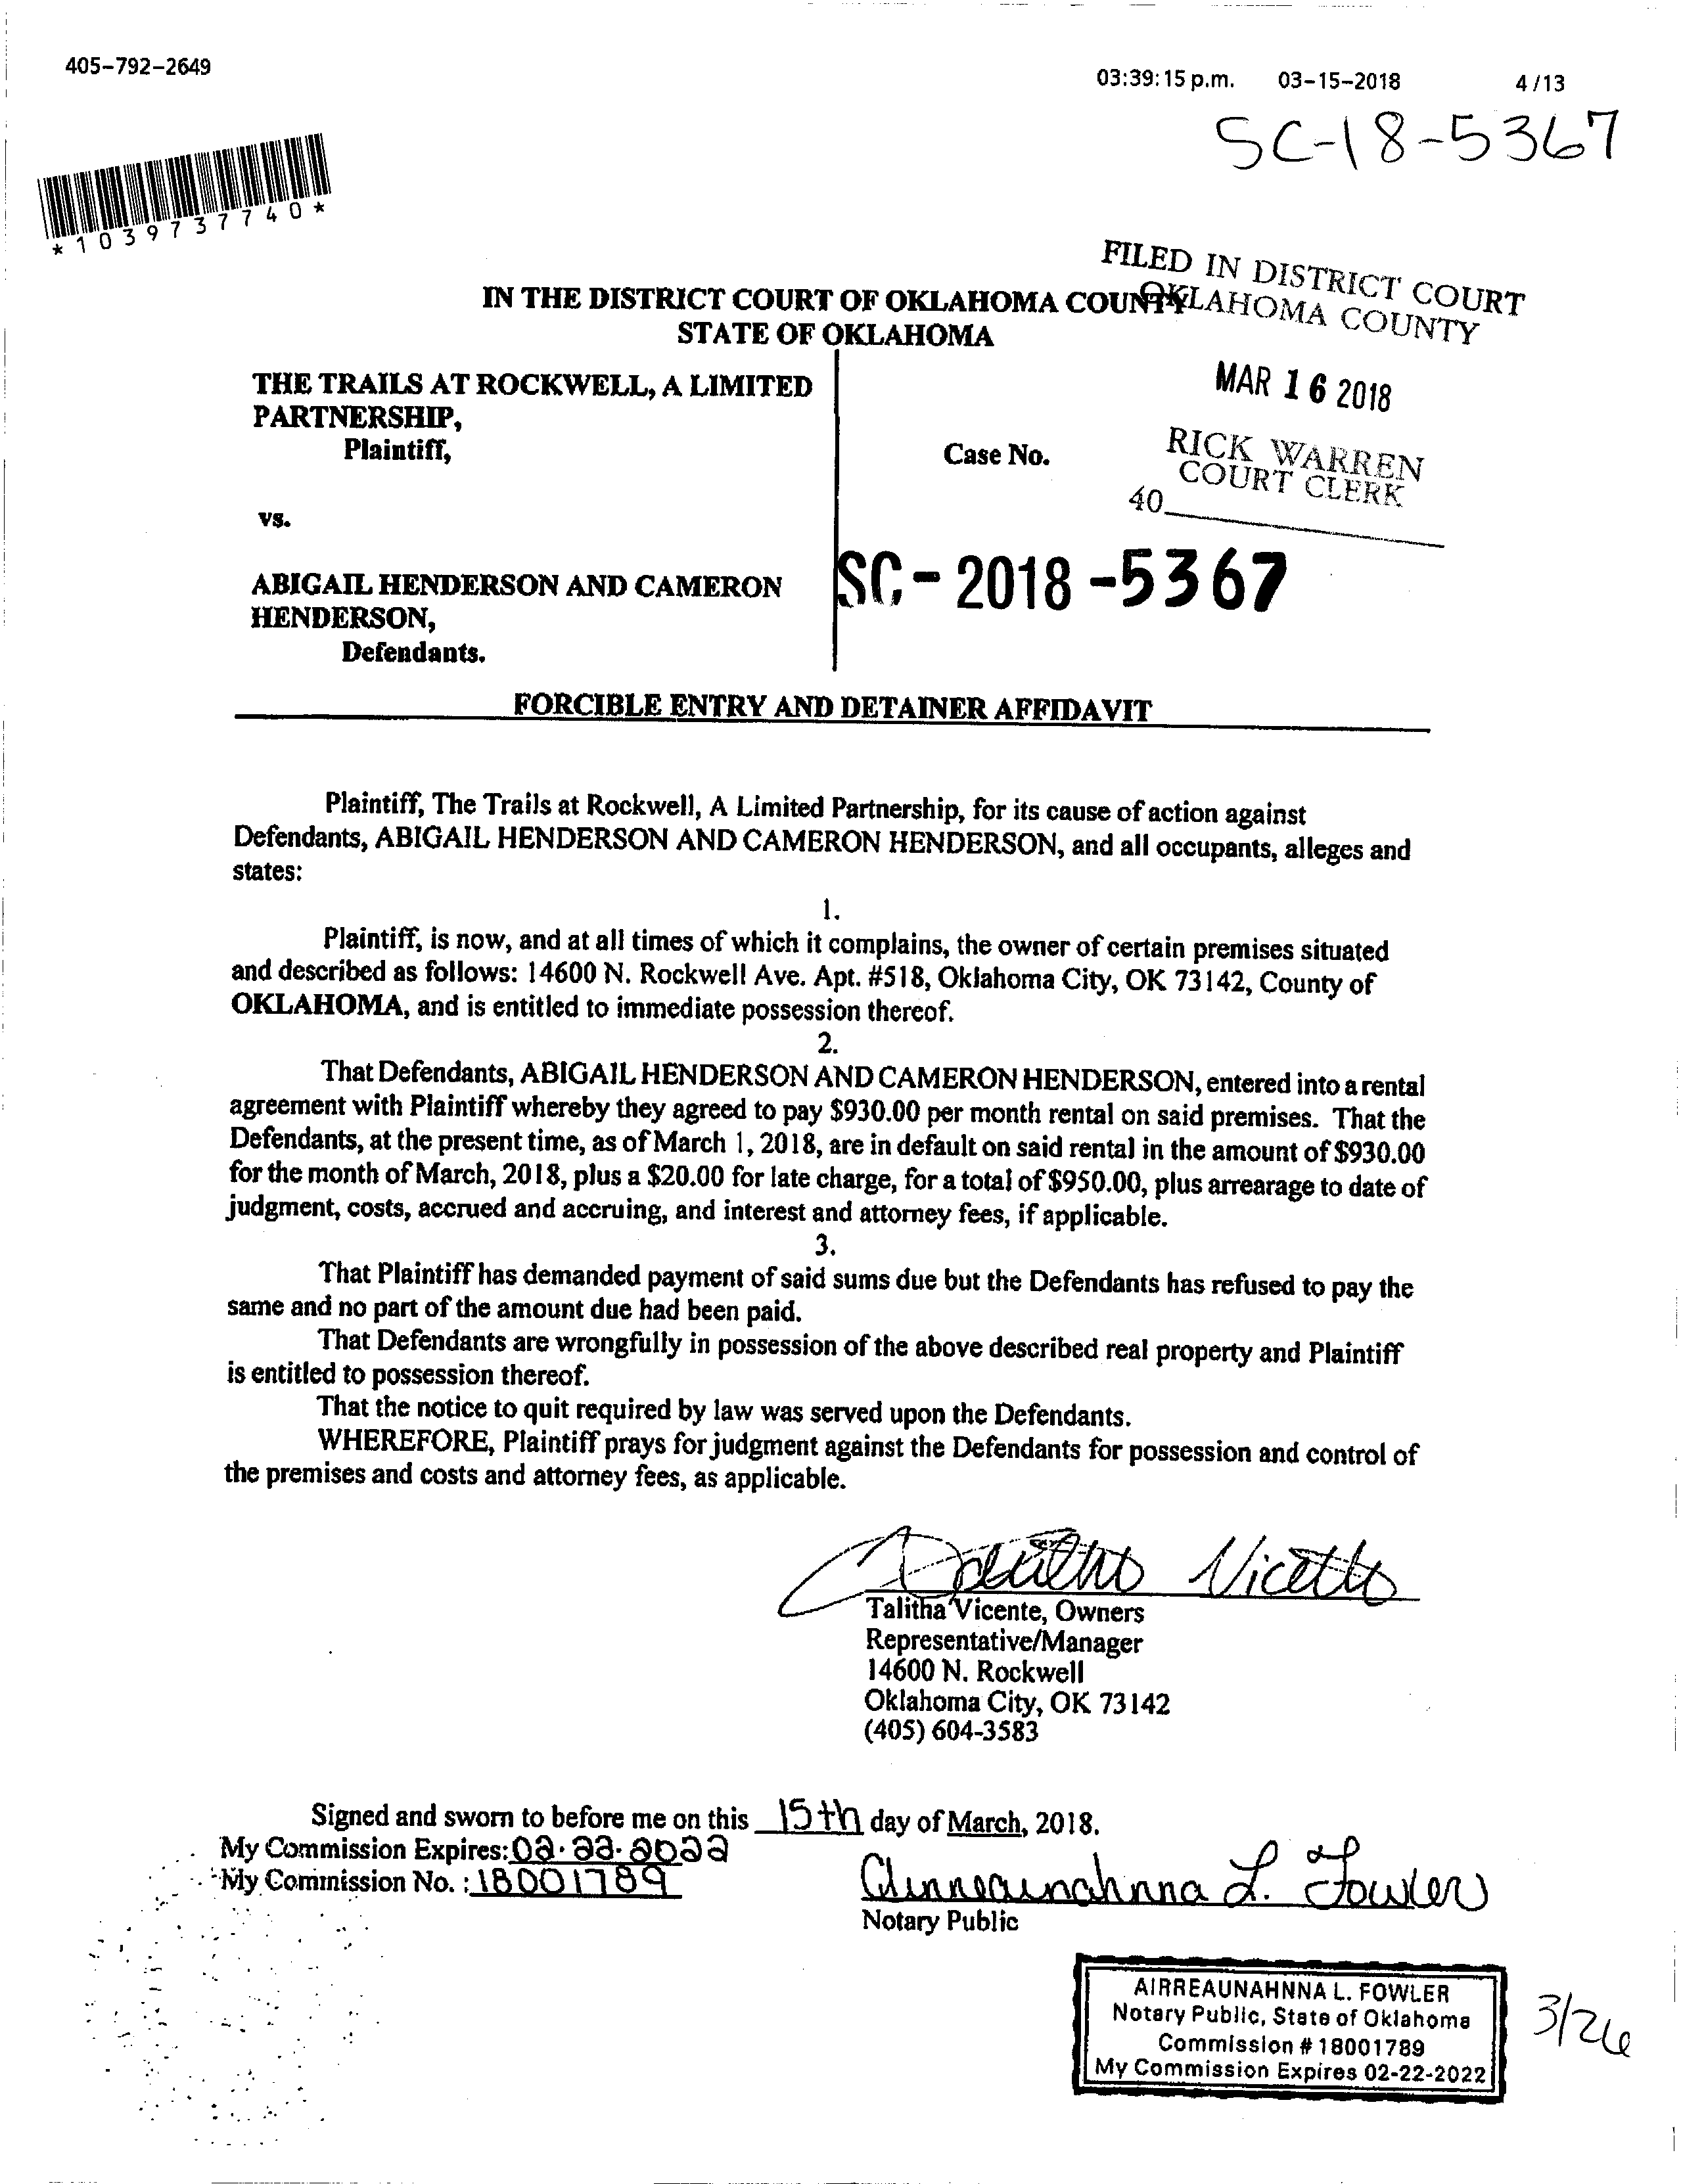 405-792-2649
03:39:15 p.m. 03-15-2018 4 /13
SC-18-5367
*1039737740*
FILED IN DISTRICT COURT
OKLAHOMA COUNTY
IN THE DISTRICT COURT OF OKLAHOMA COUNTY
STATE OF OKLAHOMA
THE TRAILS AT ROCKWELL, A LIMITED
PARTNERSHIP,
Plaintiff,
MAR 16 2018
Case No.
RICK WARREN
COURT CLERK
40
vs.
SC-2018-5367
ABIGAIL HENDERSON AND CAMERON
HENDERSON,
Defendants.
FORCIBLE ENTRY AND DETAINER AFFIDAVIT
Plaintiff, The Trails at Rockwell, A Limited Partnership, for its cause of action against
Defendants, ABIGAIL HENDERSON AND CAMERON HENDERSON, and all occupants, alleges and
states:
1.
Plaintiff, is now, and at all times of which it complains, the owner of certain premises situated
and described as follows: 14600 N. Rockwell Ave. Apt. #518, Oklahoma City, OK 73142, County of
OKLAHOMA, and is entitled to immediate possession thereof.
2.
That Defendants, ABIGAIL HENDERSON AND CAMERON HENDERSON, entered into a rental
agreement with Plaintiff whereby they agreed to pay $930.00 per month rental on said premises. That the
Defendants, at the present time, as of March 1, 2018, are in default on said rental in the amount of $930.00
for the month of March, 2018, plus a $20.00 for late charge, for a total of $950.00, plus arrearage to date of
judgment, costs, accrued and accruing, and interest and attorney fees, if applicable.
3.
That Plaintiff has demanded payment of said sums due but the Defendants has refused to pay the
same and no part of the amount due had been paid.
That Defendants are wrongfully in possession of the above described real property and Plaintiff
is entitled to possession thereof.
That the notice to quit required by law was served upon the Defendants.
WHEREFORE, Plaintiff prays for judgment against the Defendants for possession and control of
the premises and costs and attorney fees, as applicable.
Talitha Vicente, Owners
Representative/Manager
14600 N. Rockwell
Oklahoma City, OK 73142
(405) 604-3583
Signed and sworn to before me on this 15th day of March, 2018.
My Commission Expires: 02.22.2022
My Commission No. : 18001789
L. Fowler
Notary Public
AIRREAUNAHNNA L. FOWLER
Notary Public, State of Oklahoma
Commission # 18001789
My Commission Expires 02-22-2022
3/26